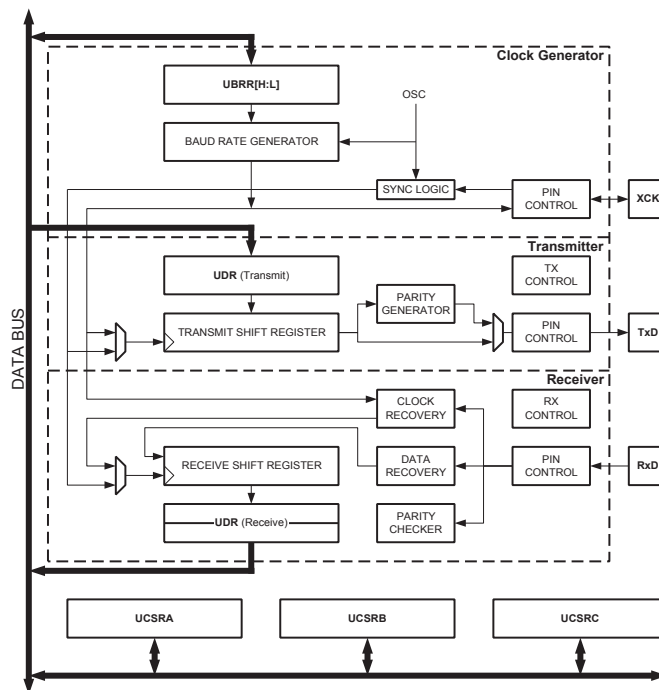 Clock Generator
UBRR[H:L]
OSC
BAUD RATE GENERATOR
SYNC LOGIC
PIN
CONTROL
XCK
Transmitter
UDR (Transmit)
TX
CONTROL
PARITY
GENERATOR
TRANSMIT SHIFT REGISTER
PIN
CONTROL
TxD
DATA BUS
Receiver
CLOCK
RECOVERY
RX
CONTROL
RECEIVE SHIFT REGISTER
DATA
RECOVERY
PIN
CONTROL
RxD
UDR (Receive)
PARITY
CHECKER
UCSRA
UCSRB
UCSRC